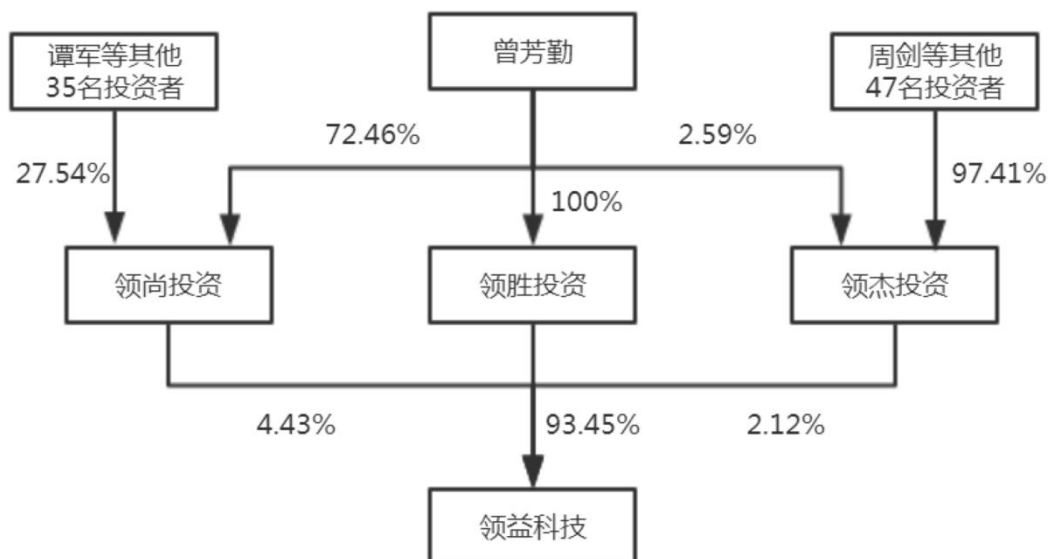 谭军等其他
35名投资者
曾芳勤
周剑等其他
47名投资者
72.46%
2.59%
27.54%
97.41%
100%
领尚投资
领胜投资
领杰投资
4.43%
93.45%
2.12%
领益科技